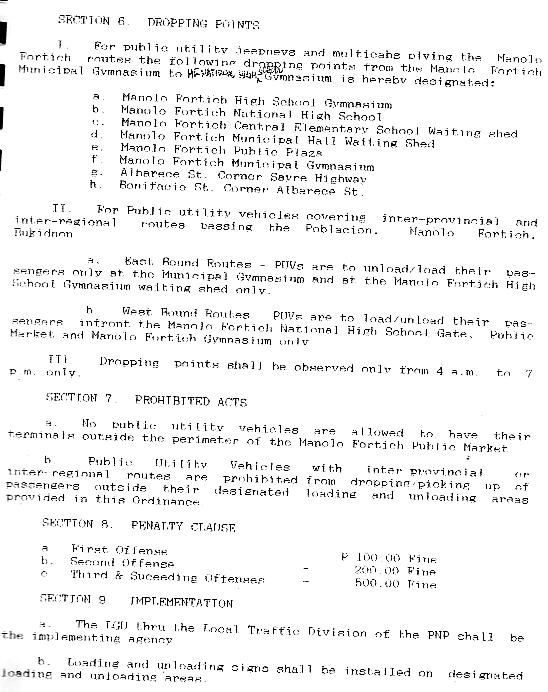 SECTION 6. DROPPING POINTS
I. For public utility jeepneys and multicabs plying the Manolo
Fortich routes the following dropping points from the Manolo Fortich
Municipal Gymnasium to Gymnasium is hereby designated:
a. Manolo Fortich High School Gymnasium
b. Manolo Fortich National High School
c. Manolo Fortich Central Elementary School Waiting shed
d. Manolo Fortich Municipal Hall Waiting Shed
e. Manolo Fortich Public Plaza
f. Manolo Fortich Municipal Gymnasium
g. Albarece St. Corner Sayre Highway
h. Bonifacio St. Corner Albarece St.
II. For Public utility vehicles covering inter-provincial and
inter-regional routes passing the Poblacion. Manolo Fortich.
Bukidnon
a. East Bound Routes - PUVs are to unload/load their pas-
sengers only at the Municipal Gymnasium and at the Manolo Fortich High
School Gymnasium waiting shed only.
b West Bound Routes PUVs are to load/unload their pas-
sengers infront the Manolo Fortich National High School Gate. Public
Market and Manolo Fortich Gymnasium only
III Dropping points shall be observed only from 4 a.m. to 7
p.m. only.
SECTION 7. PROHIBITED ACTS
a. No public utility vehicles are allowed to have their
terminals outside the perimeter of the Manolo Fortich Public Market
b Public Utility Vehicles with inter provincial or
inter-regional routes are prohibited from dropping/picking up of
passengers outside their designated loading and unloading areas
provided in this Ordinance
SECTION 8. PENALTY CLAUSE
a First Offense P 100.00 Fine
b. Second Offense - 200.00 Fine
c Third & Suceeding Offenses - 500.00 Fine
SECTION 9 IMPLEMENTATION
a. The LGU thru the Local Traffic Division of the PNP shall be
the implementing agency
b. Loading and unloading signs shall be installed on designated
loading and unloading areas.